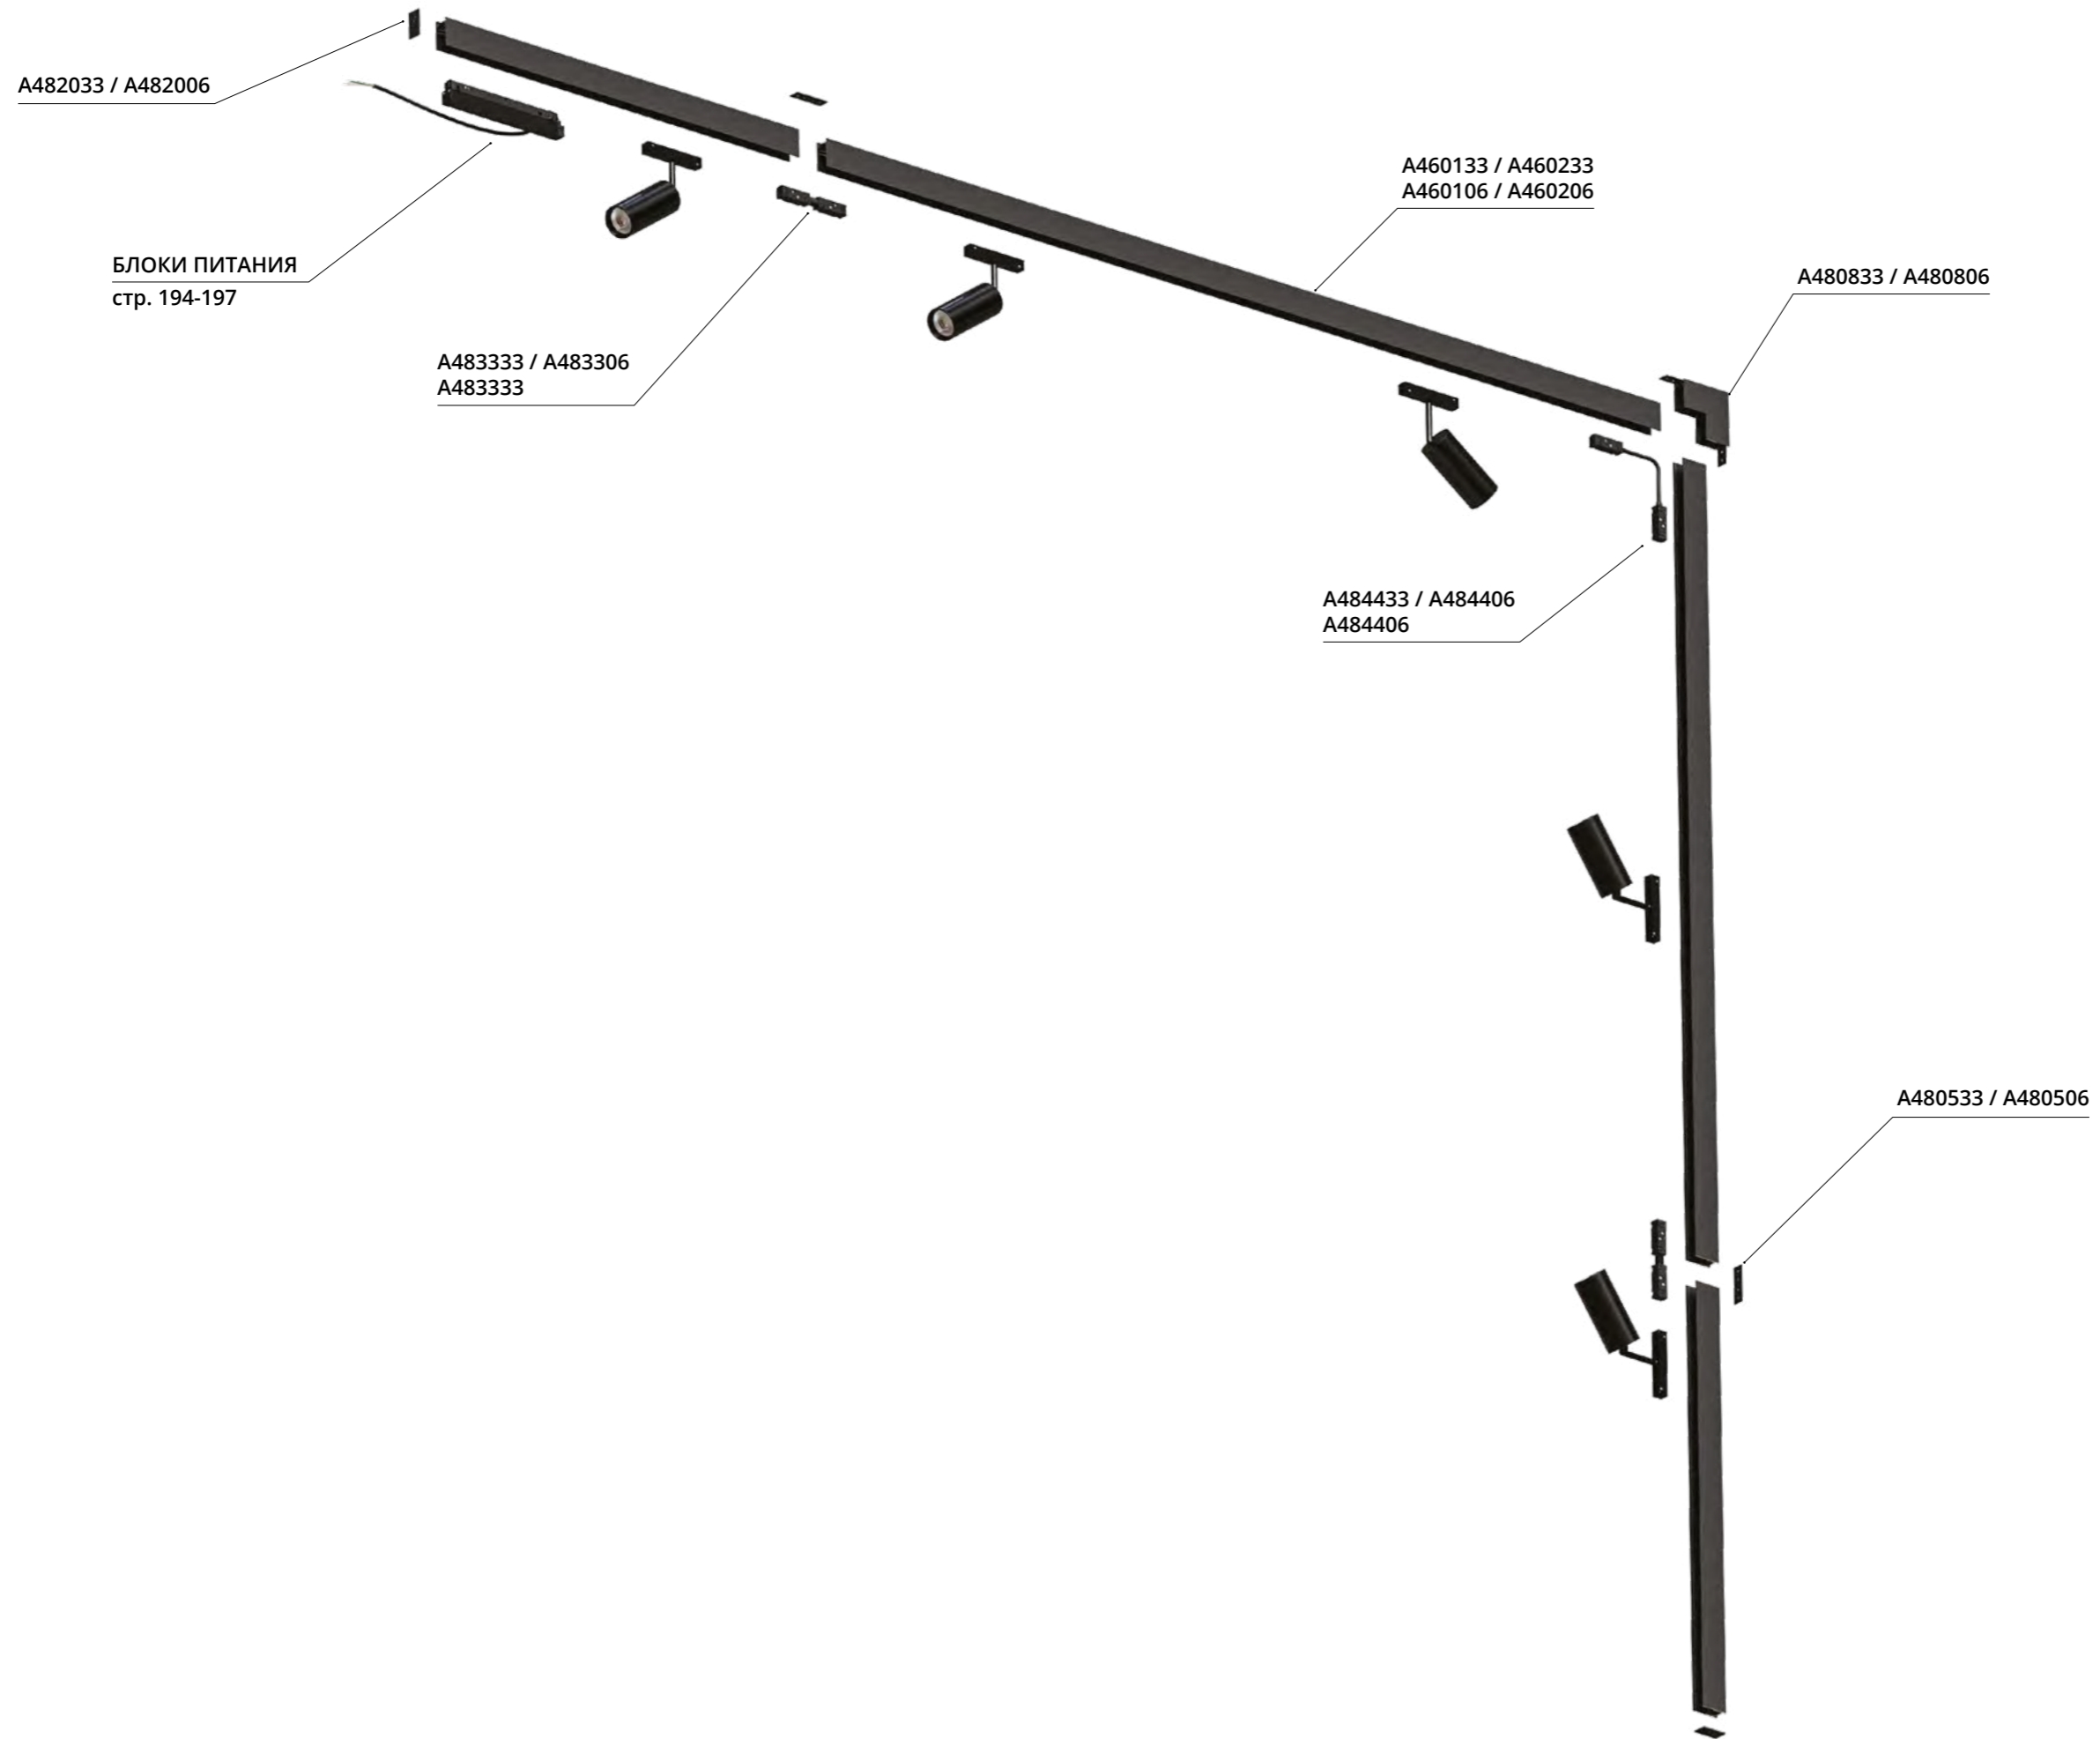 A482033 / A482006
A460133 / A460233
A460106 / A460206
A480833 / A480806
БЛОКИ ПИТАНИЯ
стр. 194-197
A483333 / A483306
A483333
A484433 / A484406
A484406
A480533 / A480506